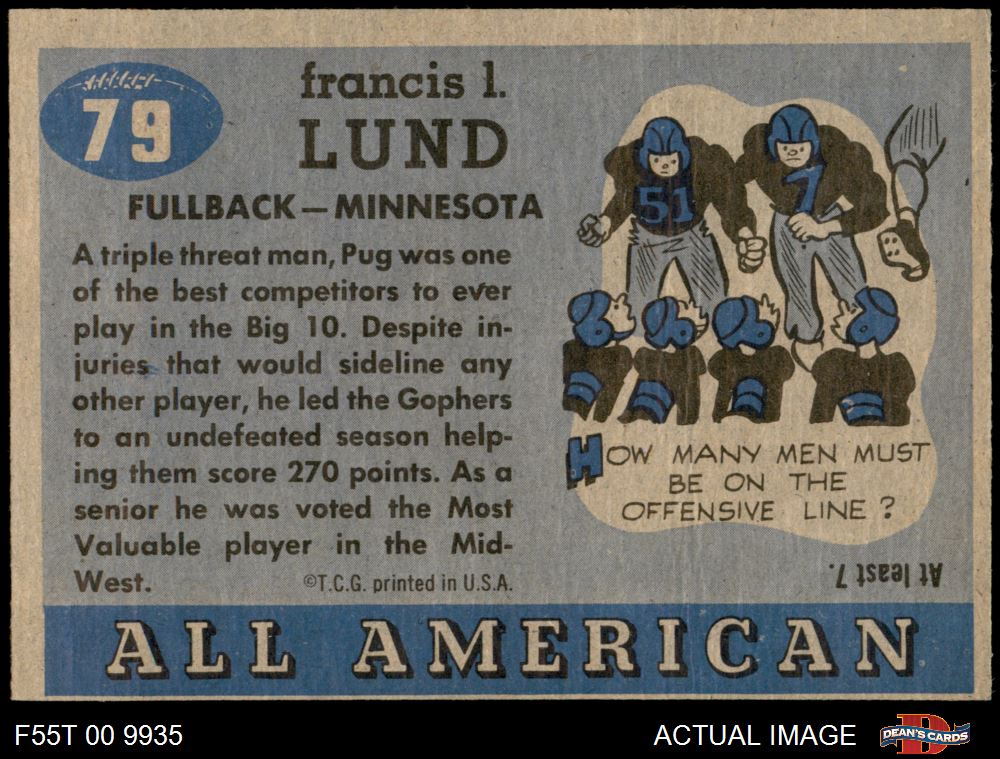 79
francis l.
LUND
FULLBACK — MINNESOTA
A triple threat man, Pug was one
of the best competitors to ever
play in the Big 10. Despite in-
juries that would sideline any
other player, he led the Gophers
to an undefeated season help-
ing them score 270 points. As a
senior he was voted the Most
Valuable player in the Mid-
West.
©T.C.G. printed in U.S.A.
51
7
HOW MANY MEN MUST
BE ON THE
OFFENSIVE LINE ?
At least 7.
ALL AMERICAN
F55T 00 9935
ACTUAL IMAGE
D
DEAN'S CARDS